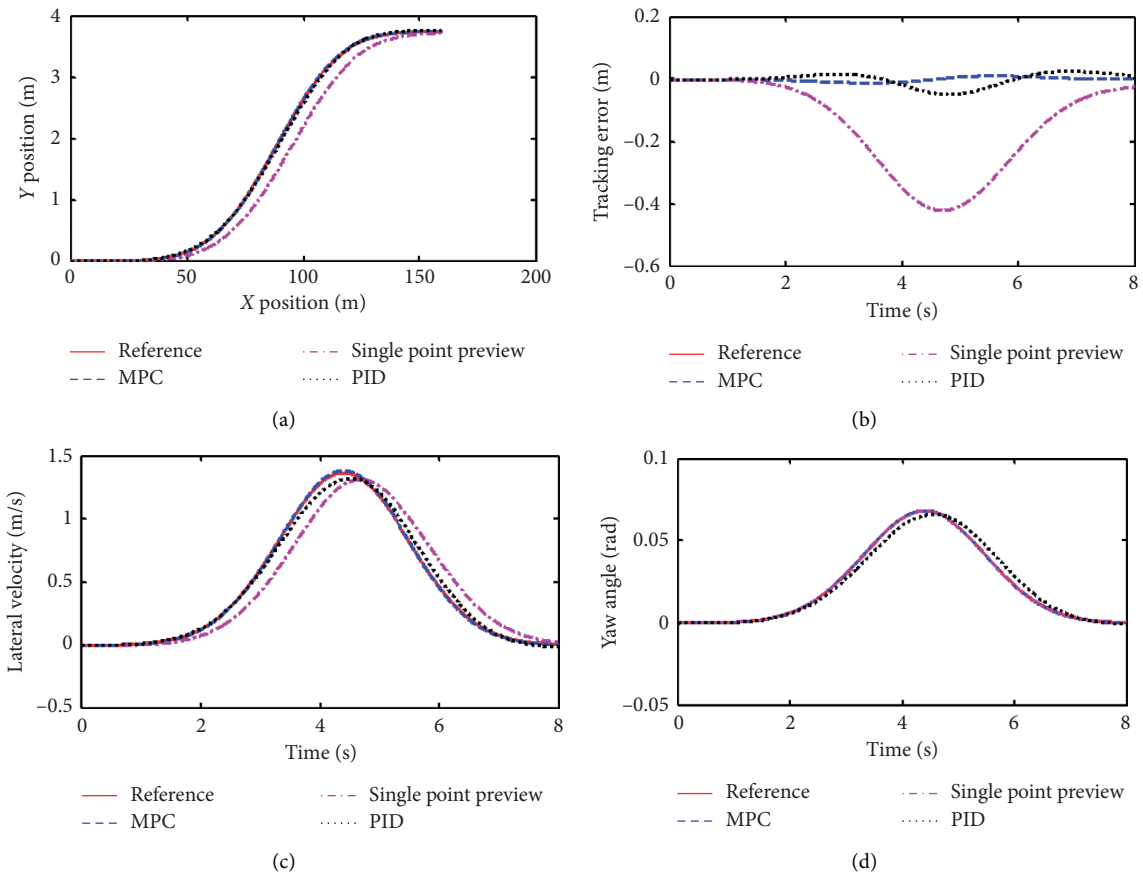 4
3
2
1
0
Y position (m)
0
50
100
150
200
X position (m)
Reference
MPC
Single point preview
PID
(a)
0.2
0
−0.2
−0.4
−0.6
Tracking error (m)
0
2
4
6
8
Time (s)
Reference
MPC
Single point preview
PID
(b)
1.5
1
0.5
0
−0.5
Lateral velocity (m/s)
0
2
4
6
8
Time (s)
Reference
MPC
Single point preview
PID
(c)
0.1
0.05
0
−0.05
Yaw angle (rad)
0
2
4
6
8
Time (s)
Reference
MPC
Single point preview
PID
(d)